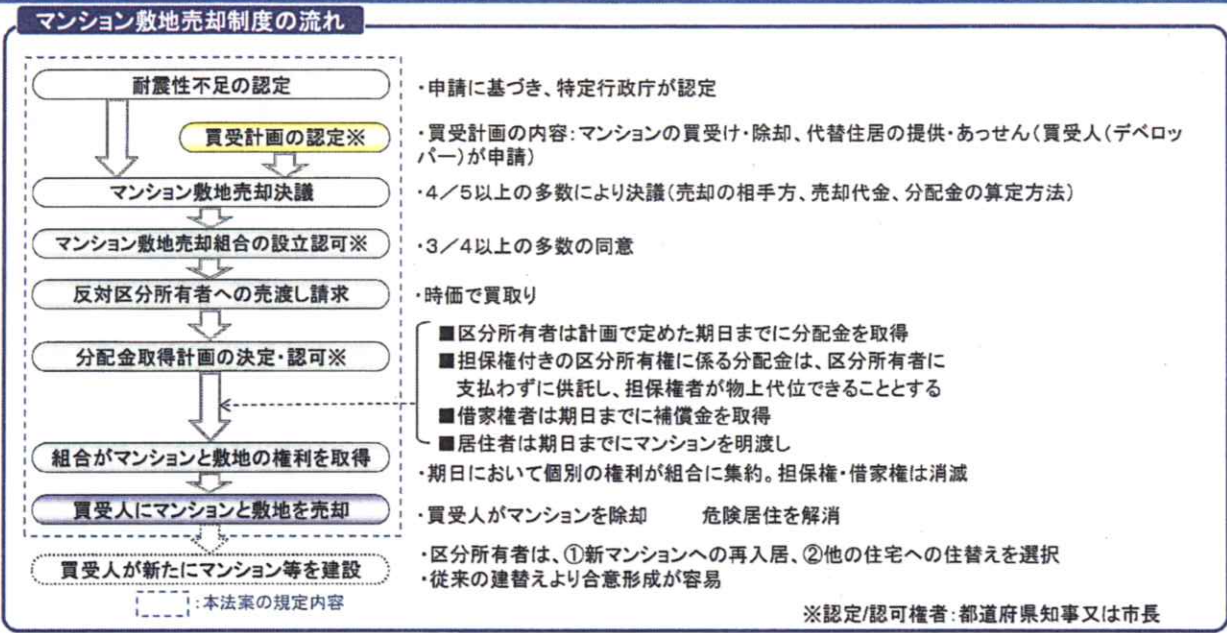 マンション敷地売却制度の流れ
耐震性不足の認定
・申請に基づき、特定行政庁が認定
買受計画の認定※
・買受計画の内容:マンションの買受け・除却、代替住居の提供・あっせん(買受人(デベロッ
パー)が申請)
マンション敷地売却決議
・4/5以上の多数により決議(売却の相手方、売却代金、分配金の算定方法)
マンション敷地売却組合の設立認可※
・3/4以上の多数の同意
反対区分所有者への売渡し請求
・時価で買取り
分配金取得計画の決定・認可※
■区分所有者は計画で定めた期日までに分配金を取得
■担保権付きの区分所有権に係る分配金は、区分所有者に
支払わずに供託し、担保権者が物上代位できることとする
■借家権者は期日までに補償金を取得
■居住者は期日までにマンションを明渡し
組合がマンションと敷地の権利を取得
・期日において個別の権利が組合に集約。担保権・借家権は消滅
買受人にマンションと敷地を売却
・買受人がマンションを除却 危険居住を解消
買受人が新たにマンション等を建設
・区分所有者は、①新マンションへの再入居、②他の住宅への住替えを選択
・従来の建替えより合意形成が容易
:本法案の規定内容
※認定/認可権者:都道府県知事又は市長